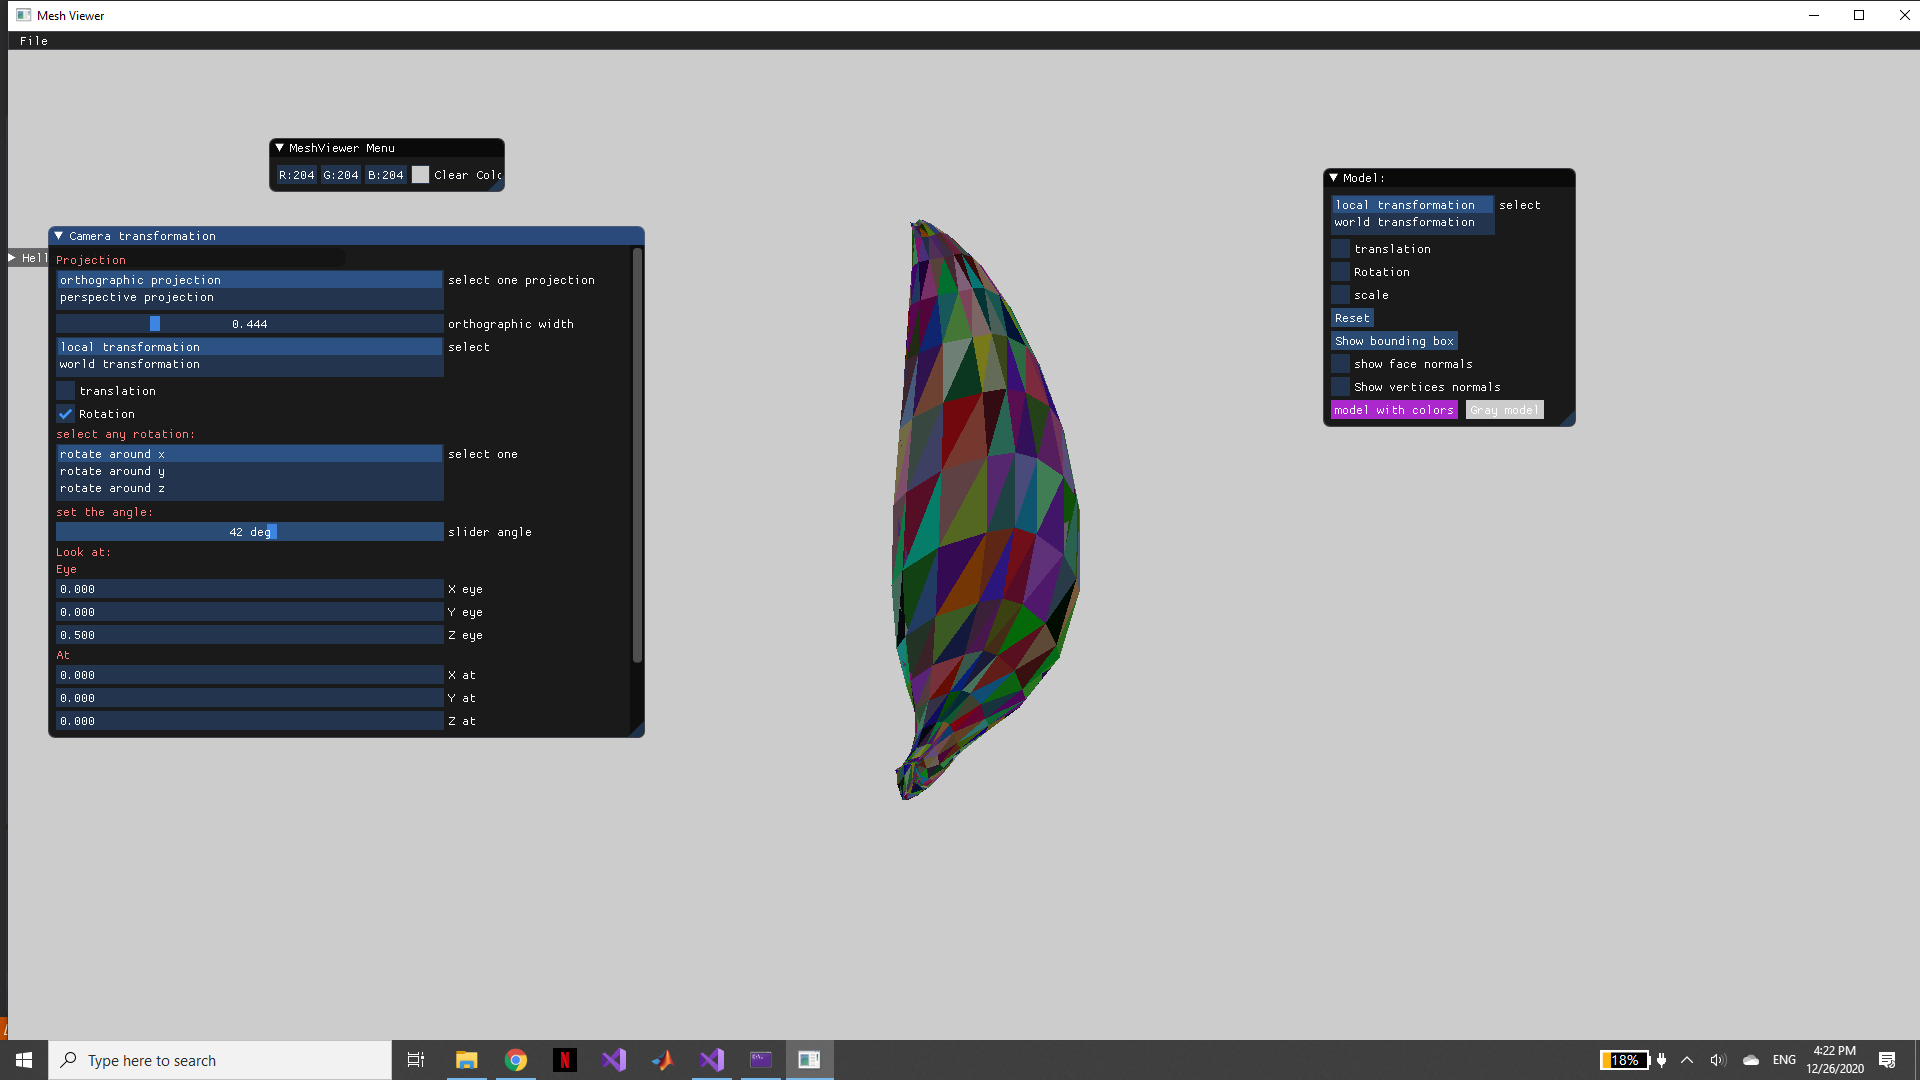 Mesh Viewer
File
MeshViewer Menu
R:204 G:204 B:204 Clear Colo
Camera transformation
Hell
Projection
orthographic projection select one projection
perspective projection
0.444 orthographic width
local transformation select
world transformation
translation
Rotation
select any rotation:
rotate around x select one
rotate around y
rotate around z
set the angle:
42 deg slider angle
Look at:
Eye
0.000 X eye
0.000 Y eye
0.500 Z eye
At
0.000 X at
0.000 Y at
0.000 Z at
Model:
local transformation select
world transformation
translation
Rotation
scale
Reset
Show bounding box
show face normals
Show vertices normals
model with colors Gray model
Type here to search
N
18%
ENG
4:22 PM
12/26/2020